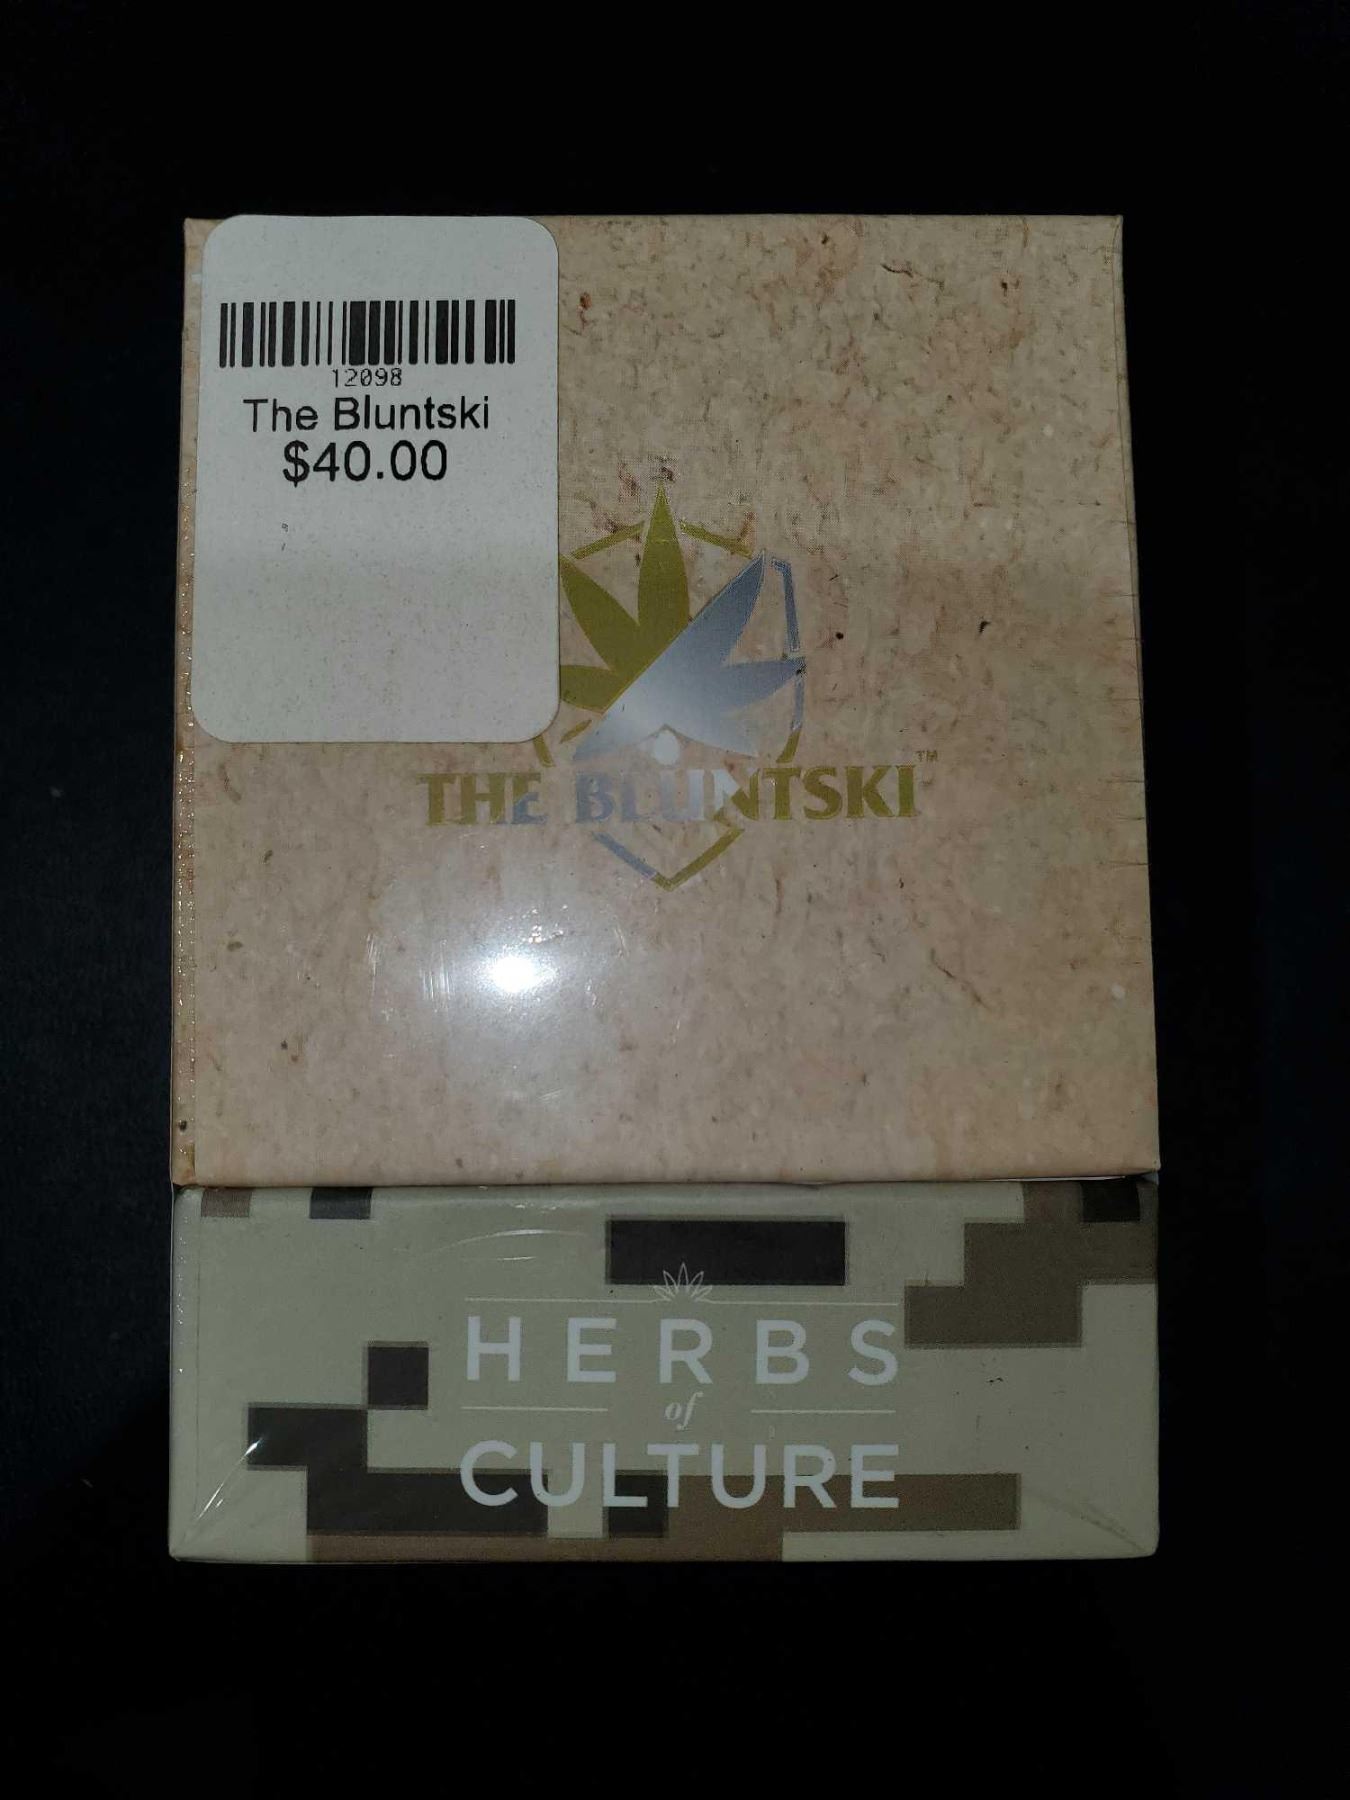 12098
The Bluntski
$40.00
THE BLUNTSKI™
HERBS
of
CULTURE